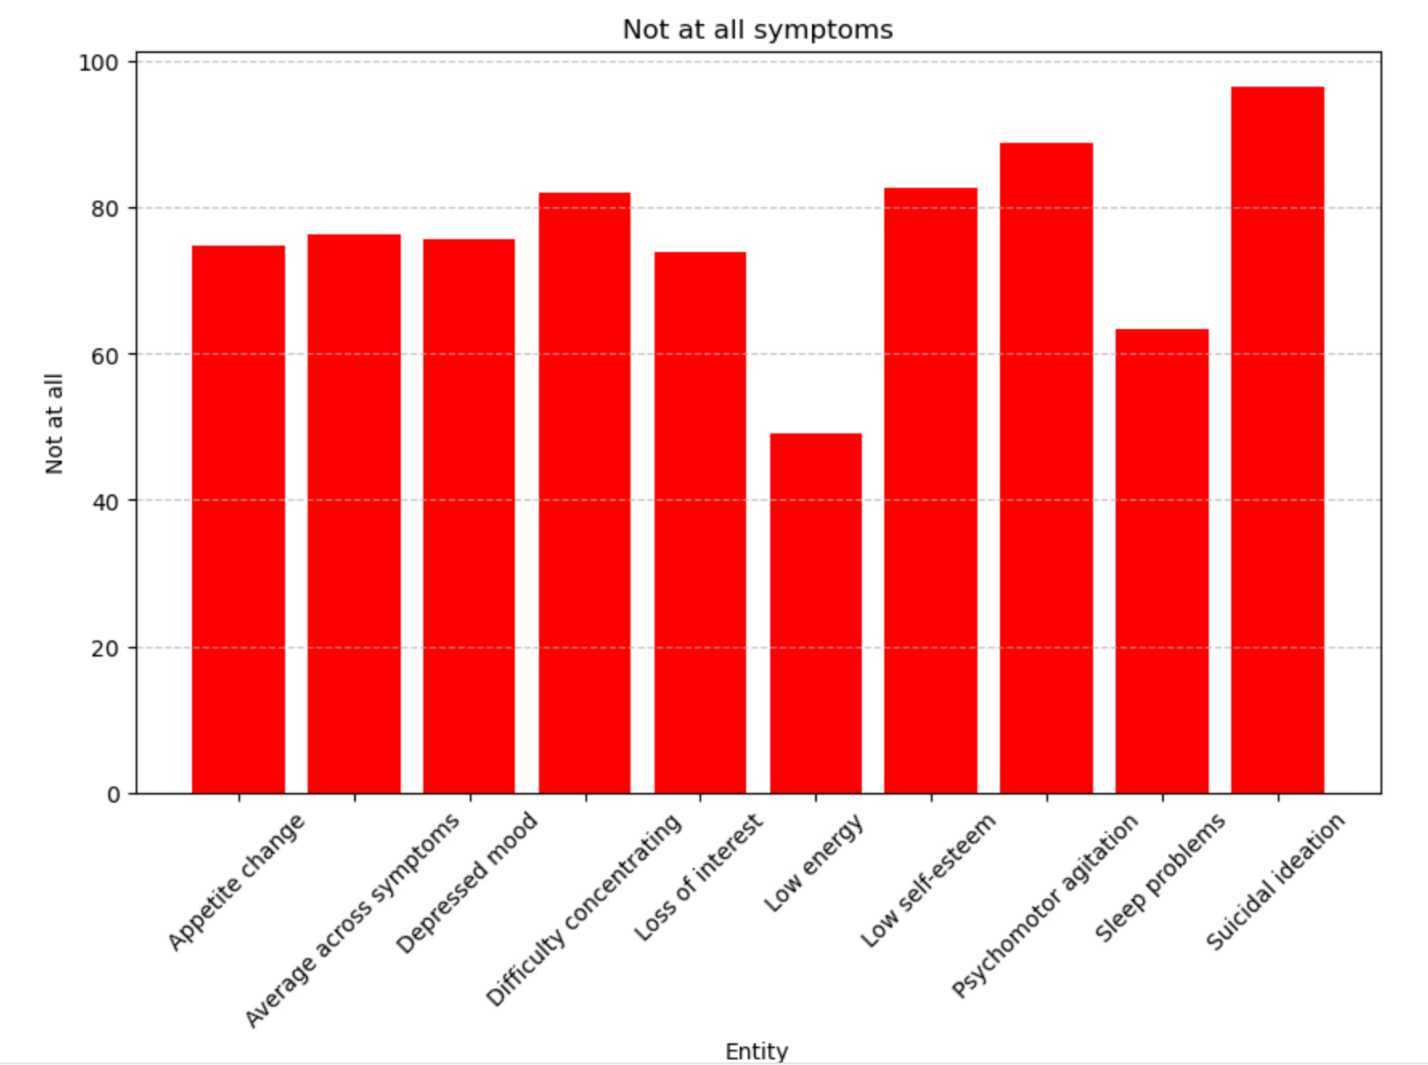 Not at all symptoms
100
80
60
40
20
0
Not at all
Appetite change
Average across symptoms
Depressed mood
Difficulty concentrating
Loss of interest
Low energy
Low self-esteem
Psychomotor agitation
Sleep problems
Suicidal ideation
Entity